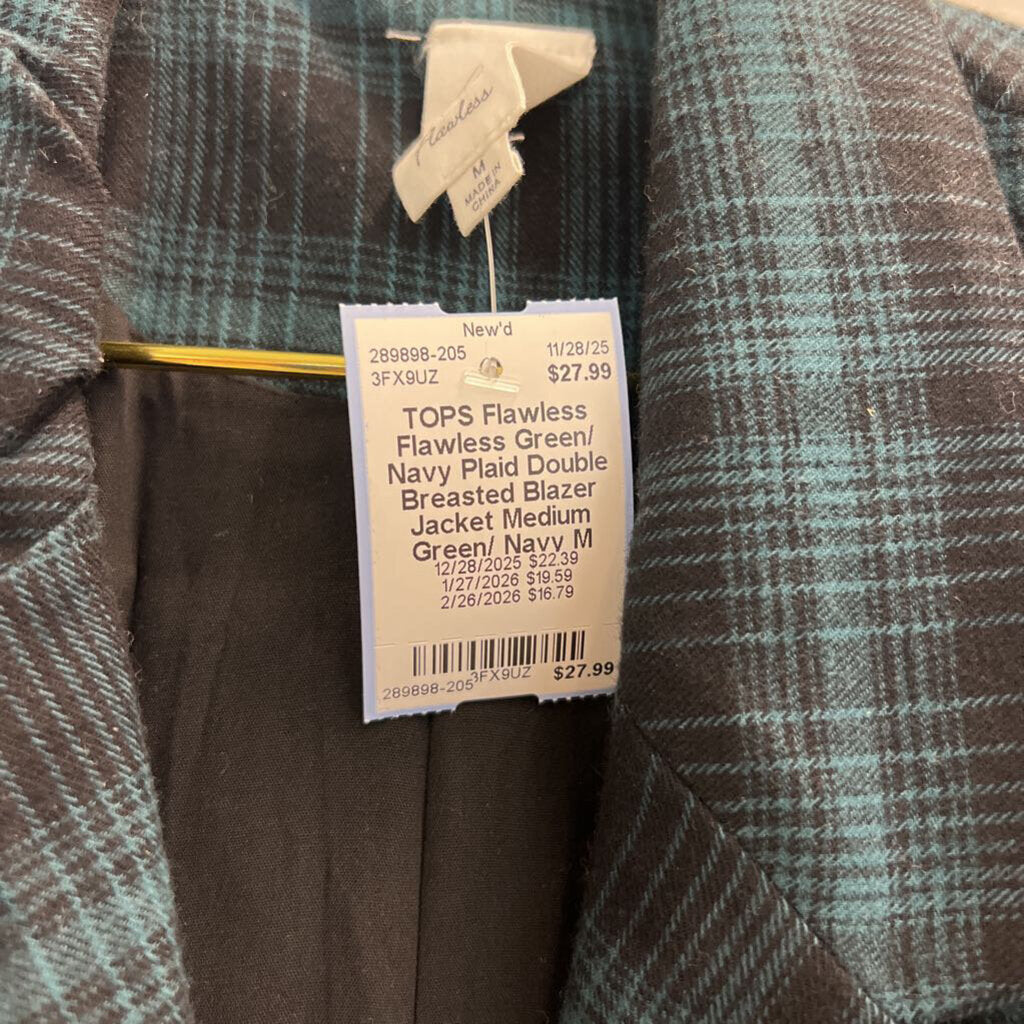 flawless
M
MADE IN
CHINA
New'd
289898-205 11/28/25
3FX9UZ $27.99
TOPS Flawless
Flawless Green/
Navy Plaid Double
Breasted Blazer
Jacket Medium
Green/ Navy M
12/28/2025 $22.39
1/27/2026 $19.59
2/26/2026 $16.79
289898-205 3FX9UZ $27.99